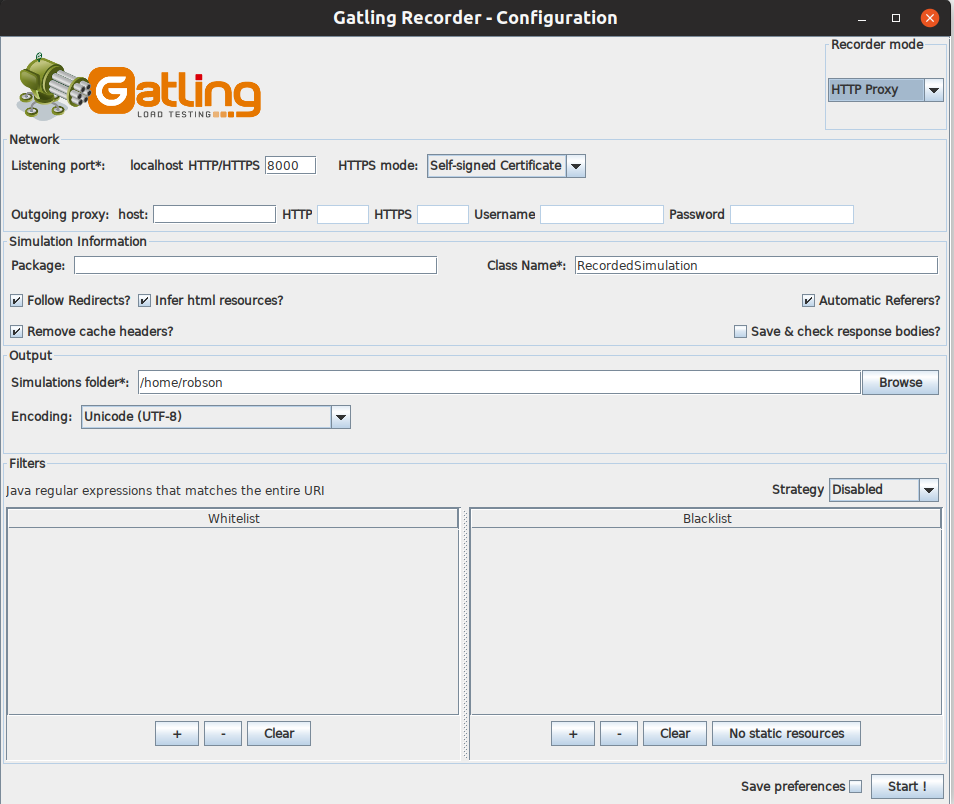 Gatling Recorder - Configuration
Recorder mode
Gatling
LOAD TESTING
HTTP Proxy
Network
Listening port*: localhost HTTP/HTTPS 8000 HTTPS mode: Self-signed Certificate
Outgoing proxy: host: HTTP HTTPS Username Password
Simulation Information
Package: Class Name*: RecordedSimulation
Follow Redirects? Infer html resources? Automatic Referers?
Remove cache headers? Save & check response bodies?
Output
Simulations folder*: /home/robson Browse
Encoding: Unicode (UTF-8)
Filters
Java regular expressions that matches the entire URI Strategy Disabled
Whitelist Blacklist
+ - Clear + - Clear No static resources
Save preferences Start !